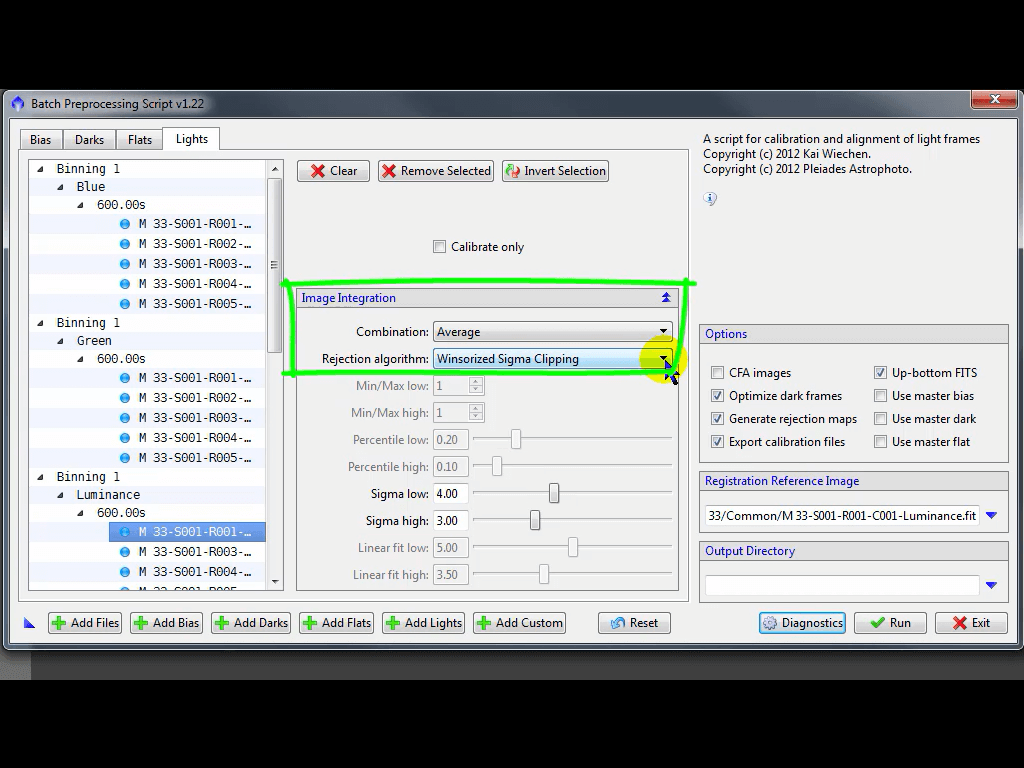 Batch Preprocessing Script v1.22
Bias Darks Flats Lights
Binning 1
Blue
600.00s
M 33-S001-R001-...
M 33-S001-R002-...
M 33-S001-R003-...
M 33-S001-R004-...
M 33-S001-R005-...
Binning 1
Green
600.00s
M 33-S001-R001-...
M 33-S001-R002-...
M 33-S001-R003-...
M 33-S001-R004-...
M 33-S001-R005-...
Binning 1
Luminance
600.00s
M 33-S001-R001-...
M 33-S001-R003-...
M 33-S001-R004-...
Clear Remove Selected Invert Selection
Calibrate only
Image Integration
Combination: Average
Rejection algorithm: Winsorized Sigma Clipping
Min/Max low: 1
Min/Max high: 1
Percentile low: 0.20
Percentile high: 0.10
Sigma low: 4.00
Sigma high: 3.00
Linear fit low: 5.00
Linear fit high: 3.50
A script for calibration and alignment of light frames
Copyright (c) 2012 Kai Wiechen.
Copyright (c) 2012 Pleiades Astrophoto.
Options
CFA images Up-bottom FITS
Optimize dark frames Use master bias
Generate rejection maps Use master dark
Export calibration files Use master flat
Registration Reference Image
33/Common/M 33-S001-R001-C001-Luminance.fit
Output Directory
Add Files Add Bias Add Darks Add Flats Add Lights Add Custom Reset Diagnostics Run Exit